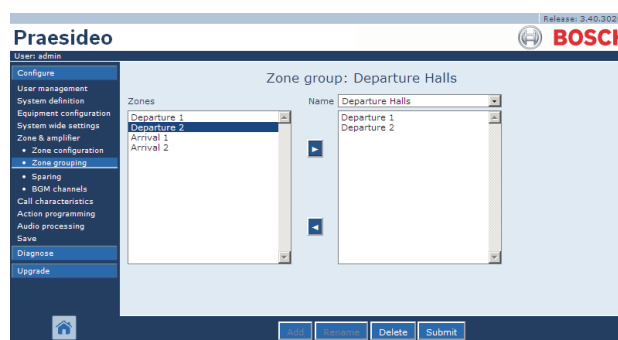 Release: 3.40.302
Praesideo
BOSCH
User: admin
Configure
User management
System definition
Equipment configuration
System wide settings
Zone & amplifier
• Zone configuration
• Zone grouping
• Sparing
• BGM channels
Call characteristics
Action programming
Audio processing
Save
Diagnose
Upgrade
Zone group: Departure Halls
Zones
Name Departure Halls
Departure 1
Departure 2
Arrival 1
Arrival 2
Departure 1
Departure 2
Add Rename Delete Submit